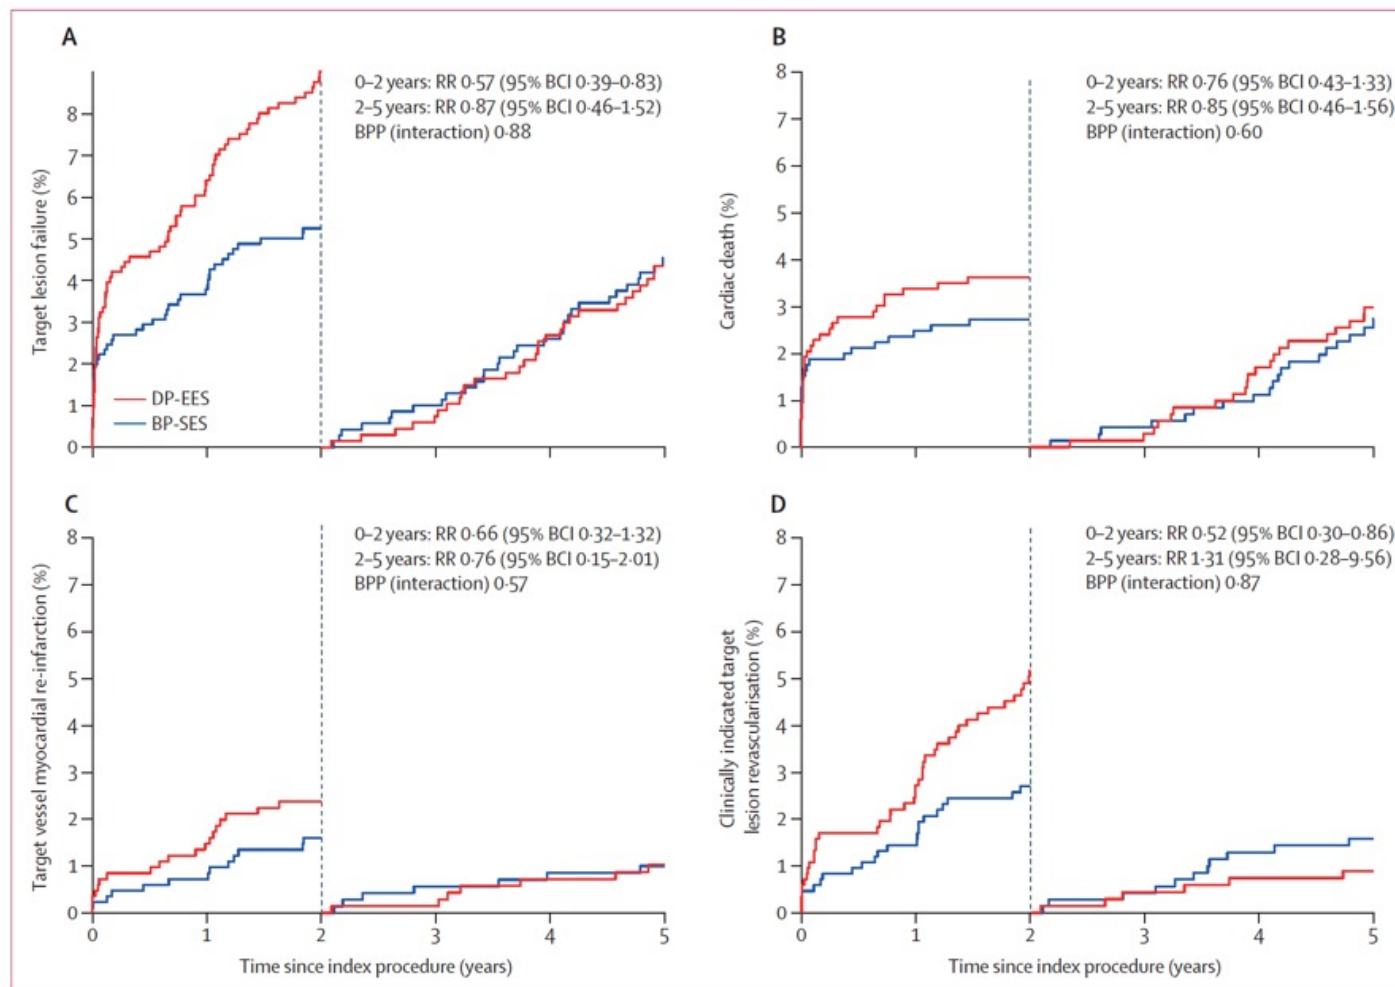 A
0–2 years: RR 0·57 (95% BCI 0·39–0·83)
2–5 years: RR 0·87 (95% BCI 0·46–1·52)
BPP (interaction) 0·88
Target lesion failure (%)
8
7
6
5
4
3
2
1
0
DP-EES
BP-SES
B
0–2 years: RR 0·76 (95% BCI 0·43–1·33)
2–5 years: RR 0·85 (95% BCI 0·46–1·56)
BPP (interaction) 0·60
Cardiac death (%)
8
7
6
5
4
3
2
1
0
C
0–2 years: RR 0·66 (95% BCI 0·32–1·32)
2–5 years: RR 0·76 (95% BCI 0·15–2·01)
BPP (interaction) 0·57
Target vessel myocardial re-infarction (%)
8
7
6
5
4
3
2
1
0
0 1 2 3 4 5
Time since index procedure (years)
D
0–2 years: RR 0·52 (95% BCI 0·30–0·86)
2–5 years: RR 1·31 (95% BCI 0·28–9·56)
BPP (interaction) 0·87
Clinically indicated target
lesion revascularisation (%)
8
7
6
5
4
3
2
1
0
0 1 2 3 4 5
Time since index procedure (years)